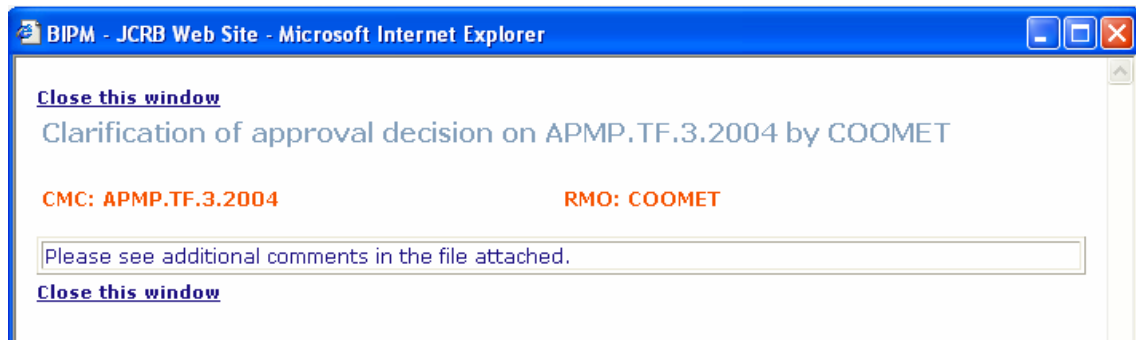 BIPM - JCRB Web Site - Microsoft Internet Explorer
Close this window
Clarification of approval decision on APMP.TF.3.2004 by COOMET
CMC: APMP.TF.3.2004 RMO: COOMET
Please see additional comments in the file attached.
Close this window